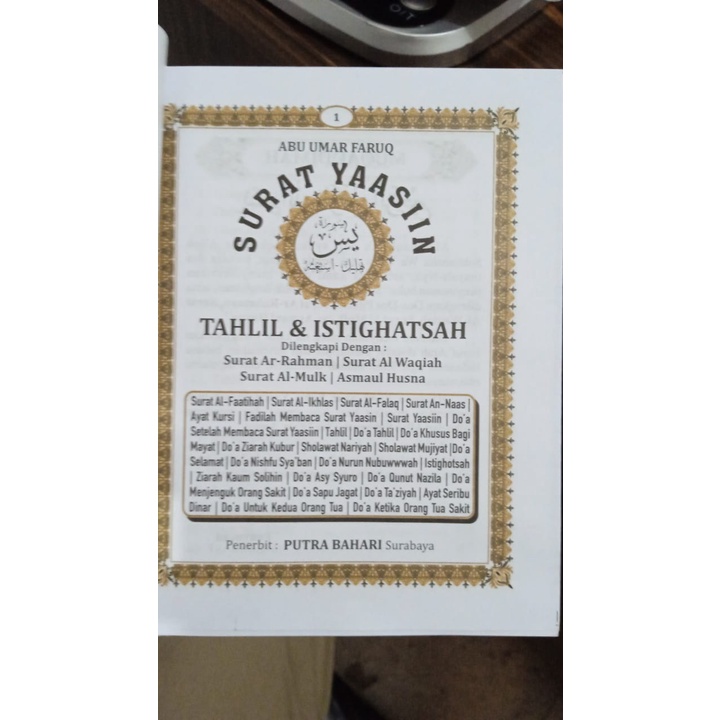 1
ABU UMAR FARUQ
SURAT YAASIIN
سورة
يس
تهليل - استغاثة
TAHLIL & ISTIGHATSAH
Dilengkapi Dengan :
Surat Ar-Rahman | Surat Al Waqiah
Surat Al-Mulk | Asmaul Husna
Surat Al-Faatihah | Surat Al-Ikhlas | Surat Al-Falaq | Surat An-Naas |
Ayat Kursi | Fadilah Membaca Surat Yaasin | Surat Yaasiin | Do'a
Setelah Membaca Surat Yaasiin | Tahlil | Do'a Tahlil | Do'a Khusus Bagi
Mayat | Do'a Ziarah Kubur | Sholawat Nariyah | Sholawat Mujiyat |Do'a
Selamat | Do'a Nishfu Sya'ban | Do'a Nurun Nubuwwwah | Istighotsah
| Ziarah Kaum Solihin | Do'a Asy Syuro | Do'a Qunut Nazila | Do'a
Menjenguk Orang Sakit | Do'a Sapu Jagat | Do'a Ta'ziyah | Ayat Seribu
Dinar | Do'a Untuk Kedua Orang Tua | Do'a Ketika Orang Tua Sakit
Penerbit : PUTRA BAHARI Surabaya